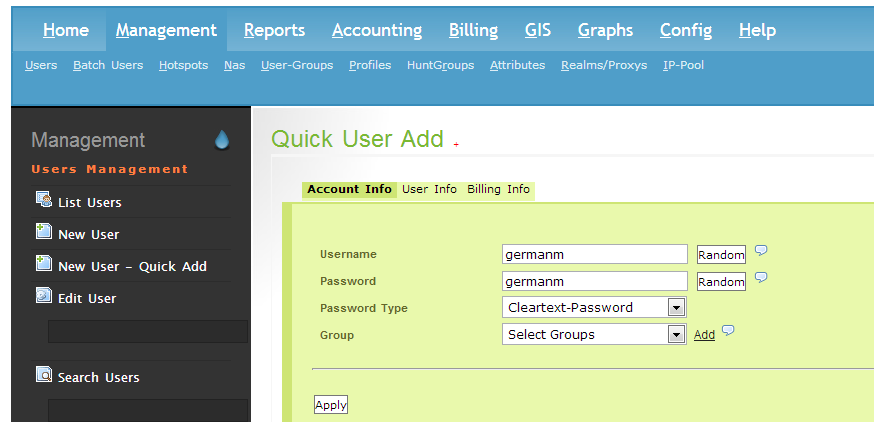 Home Management Reports Accounting Billing GIS Graphs Config Help
Users Batch Users Hotspots Nas User-Groups Profiles HuntGroups Attributes Realms/Proxys IP-Pool
Management
Users Management
List Users
New User
New User - Quick Add
Edit User
Search Users
Quick User Add +
Account Info User Info Billing Info
Username germanm Random
Password germanm Random
Password Type Cleartext-Password
Group Select Groups Add
Apply